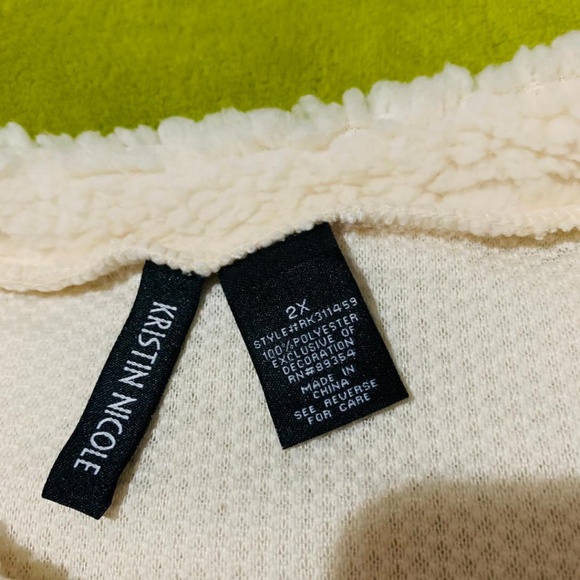 KRISTIN NICOLE
2X
STYLE#RK311459
100%POLYESTER
EXCLUSIVE OF
DECORATION
RN#89354
MADE IN
CHINA
SEE REVERSE
FOR CARE